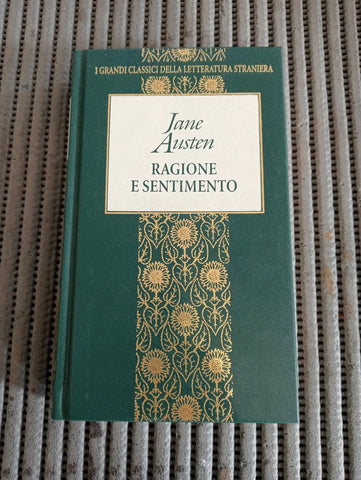 I GRANDI CLASSICI DELLA LETTERATURA STRANIERA
Jane
Austen
RAGIONE
E SENTIMENTO